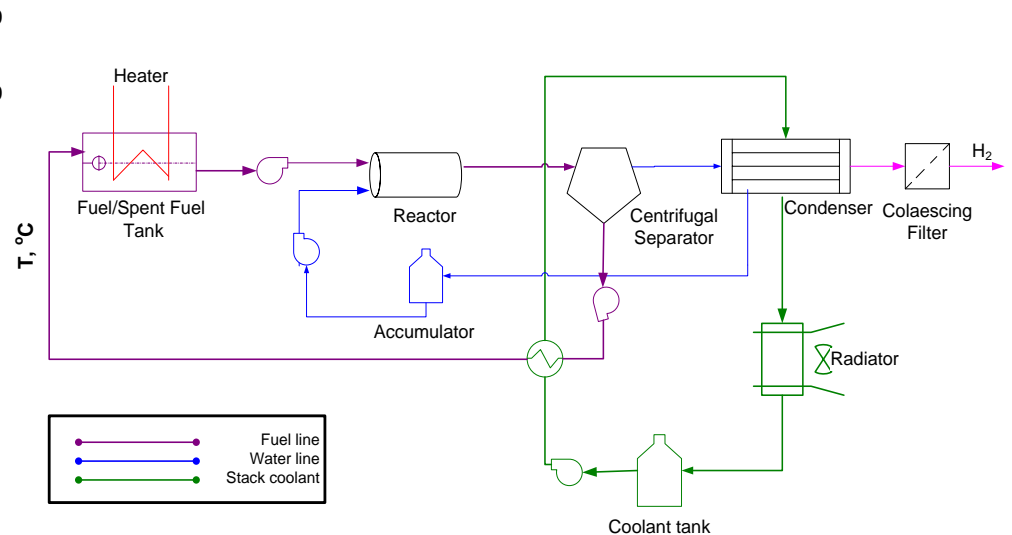 Heater
H2
Fuel/Spent Fuel
Tank
Reactor
Centrifugal
Separator
Condenser
Colaescing
Filter
T, °C
Accumulator
Radiator
Fuel line
Water line
Stack coolant
Coolant tank